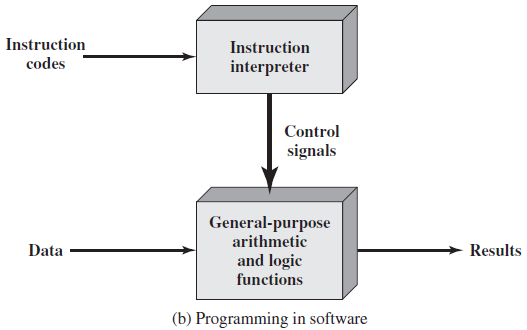 Instruction
codes
Instruction
interpreter
Control
signals
Data
General-purpose
arithmetic
and logic
functions
Results
(b) Programming in software